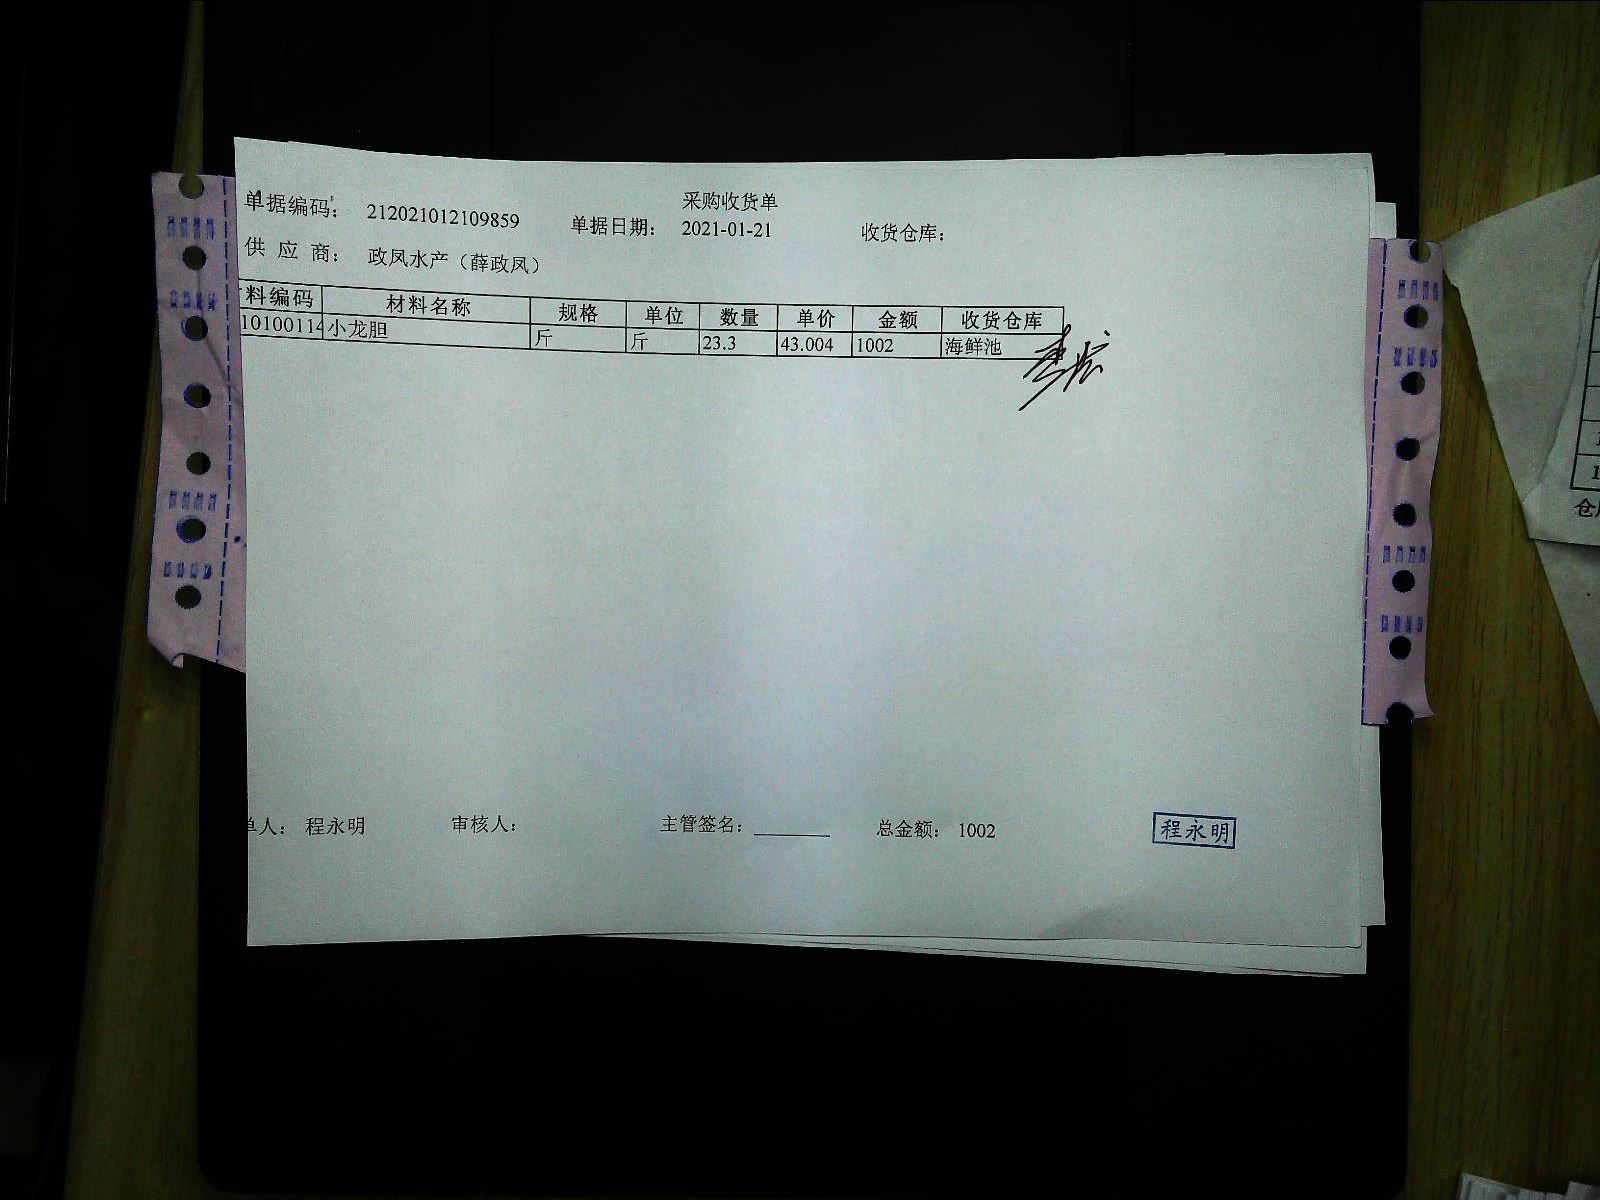 采购收货单
单据编码： 212021012109859 单据日期： 2021-01-21 收货仓库：
供 应 商： 政凤水产（薛政凤）
料编码 材料名称 规格 单位 数量 单价 金额 收货仓库
10100114 小龙胆 斤 斤 23.3 43.004 1002 海鲜池
单人： 程永明 审核人： 主管签名：________ 总金额： 1002
程永明